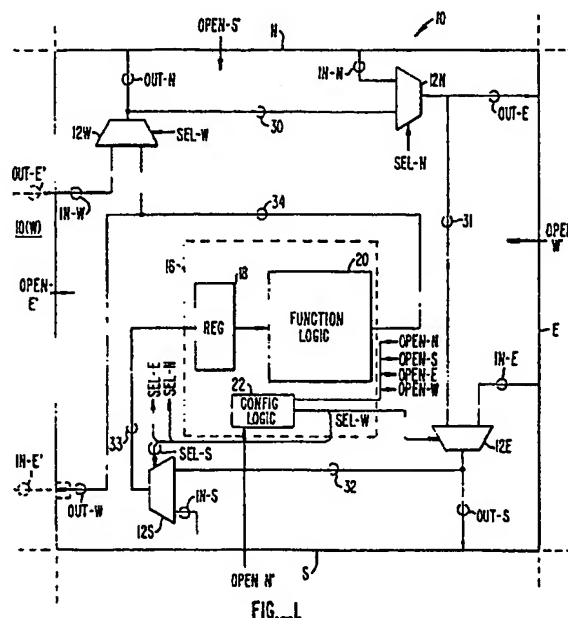 OPEN-S' N 10
OUT-N IN-N 12N OUT-E
12W SEL-W 30
SEL-N
OUT-E'
IN-W 34 31
10(W) OPEN
W'
16 18 20
OPEN-
E'
REG FUNCTION
LOGIC
E
OPEN-N
OPEN-S
OPEN-E
OPEN-W
IN-E
SEL-E
SEL-N
22
CONFIG
LOGIC
SEL-W
33 12E
SEL-S 32
IN-E' IN-S OUT-S
OUT-W 12S
OPEN N' S
FIG. 1.